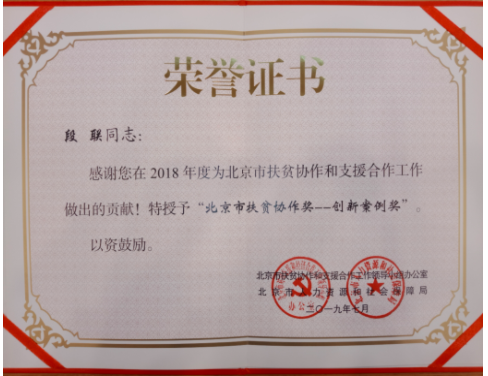 荣誉证书
段 联同志：
感谢您在2018年度为北京市扶贫协作和支援合作工作
做出的贡献！特授予“北京市扶贫协作奖--创新案例奖”。
以资鼓励。
北京市扶贫协作和支援合作工作领导小组办公室
北京市人力资源和社会保障局
二〇一九年七月